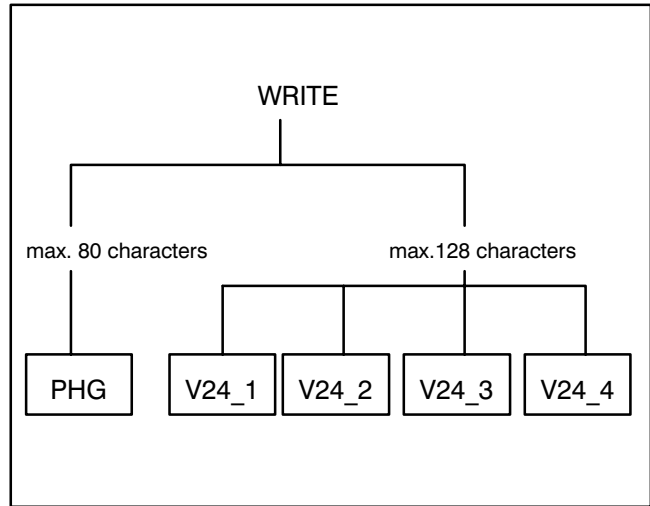 WRITE
max. 80 characters
max.128 characters
PHG
V24_1
V24_2
V24_3
V24_4